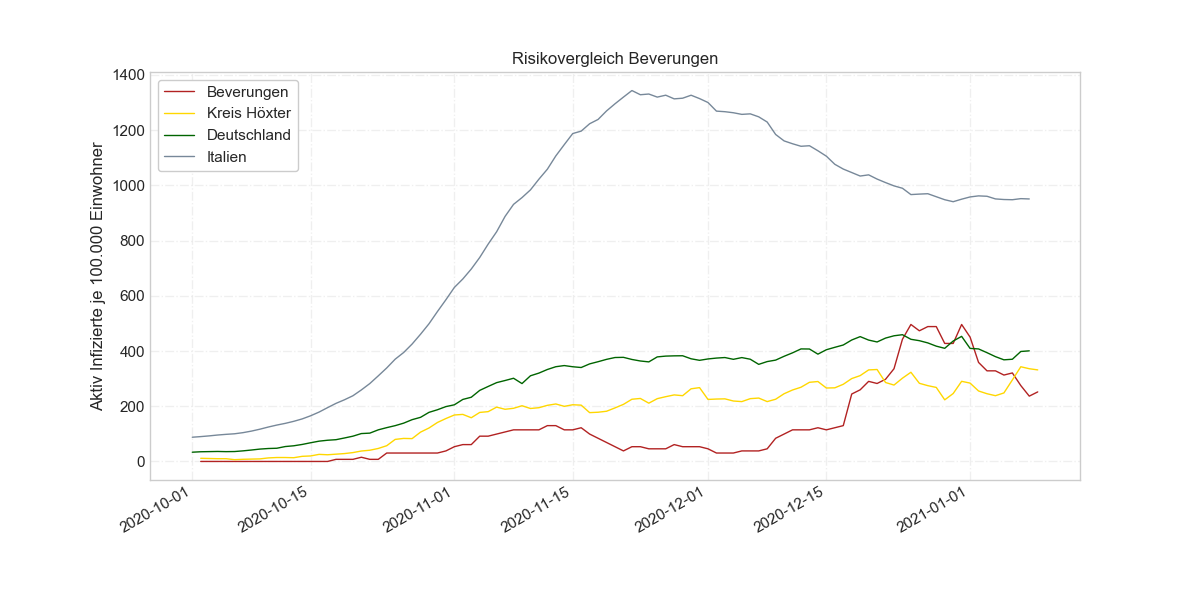 Risikovergleich Beverungen
Aktiv Infizierte je 100.000 Einwohner
1400
1200
1000
800
600
400
200
0
Beverungen
Kreis Höxter
Deutschland
Italien
2020-10-01
2020-10-15
2020-11-01
2020-11-15
2020-12-01
2020-12-15
2021-01-01